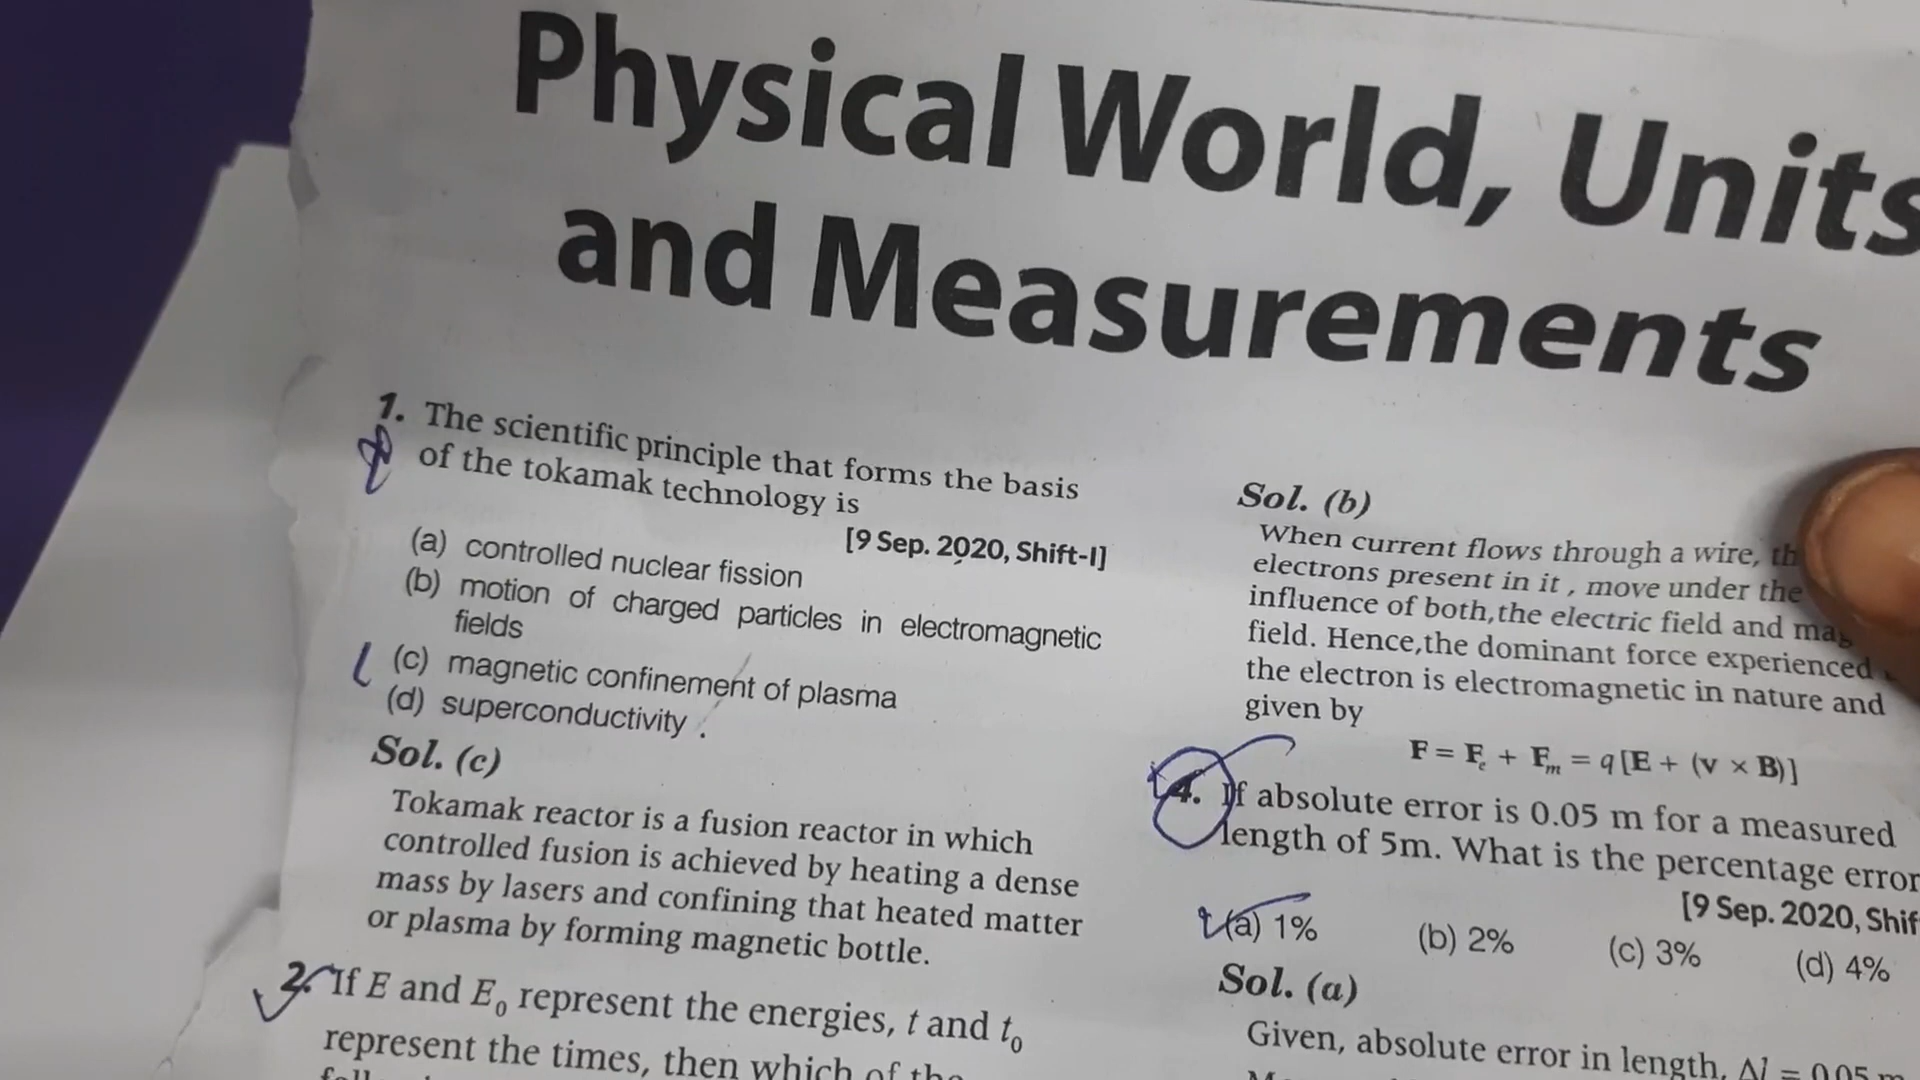 Physical World, Units
and Measurements
1. The scientific principle that forms the basis
of the tokamak technology is
[9 Sep. 2020, Shift-I]
(a) controlled nuclear fission
(b) motion of charged particles in electromagnetic
fields
(c) magnetic confinement of plasma
(d) superconductivity .
Sol. (c)
Tokamak reactor is a fusion reactor in which
controlled fusion is achieved by heating a dense
mass by lasers and confining that heated matter
or plasma by forming magnetic bottle.
2. If E and E₀ represent the energies, t and t₀
represent the times, then which of the
Sol. (b)
When current flows through a wire,
electrons present in it , move under the
influence of both, the electric field and
field. Hence, the dominant force experienced
the electron is electromagnetic in nature and
given by
F = Fₑ + Fₘ = q [E + (v × B)]
4. If absolute error is 0.05 m for a measured
length of 5m. What is the percentage error
[9 Sep. 2020,
(a) 1% (b) 2% (c) 3% (d) 4%
Sol. (a)
Given, absolute error in length, Δl = 0.05 m